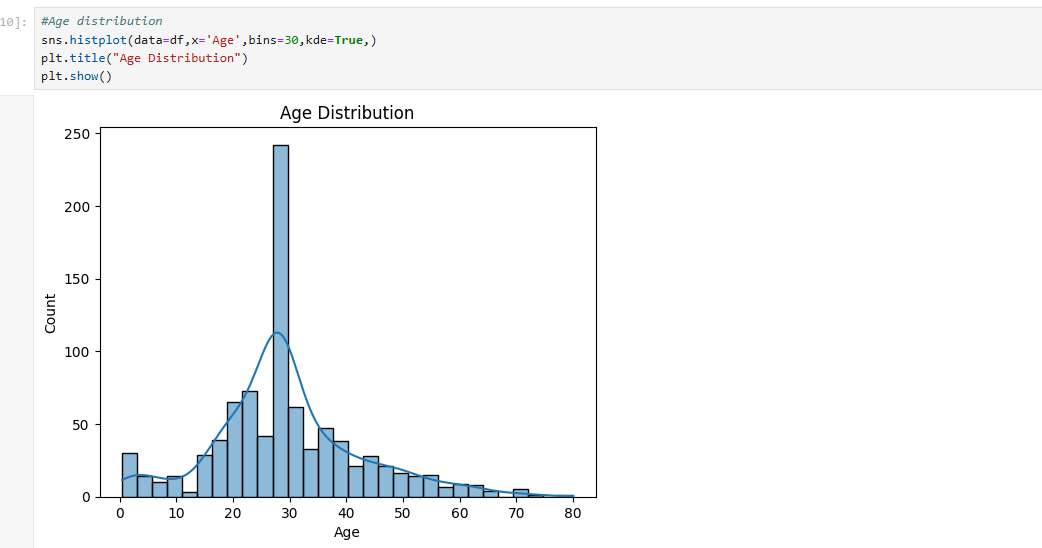 10]:
#Age distribution
sns.histplot(data=df,x='Age',bins=30,kde=True,)
plt.title("Age Distribution")
plt.show()
Age Distribution
250
200
150
100
50
0
Count
0 10 20 30 40 50 60 70 80
Age